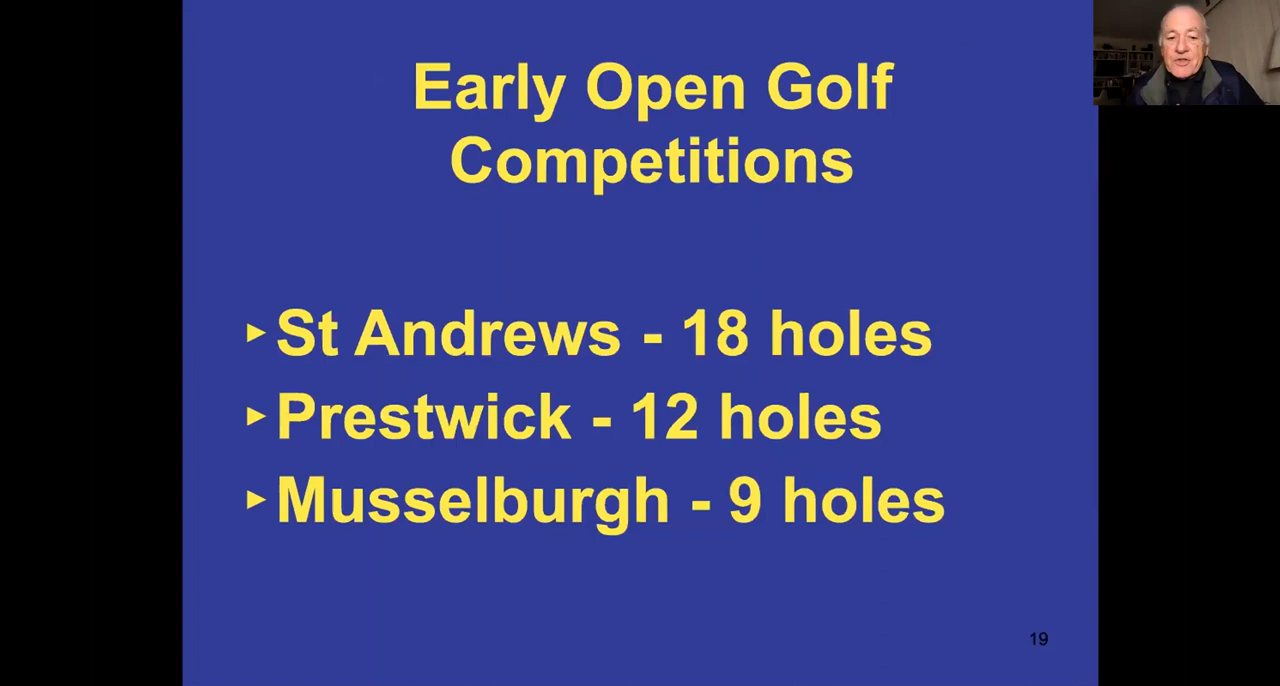 Early Open Golf
Competitions
▸St Andrews - 18 holes
▸Prestwick - 12 holes
▸Musselburgh - 9 holes
19